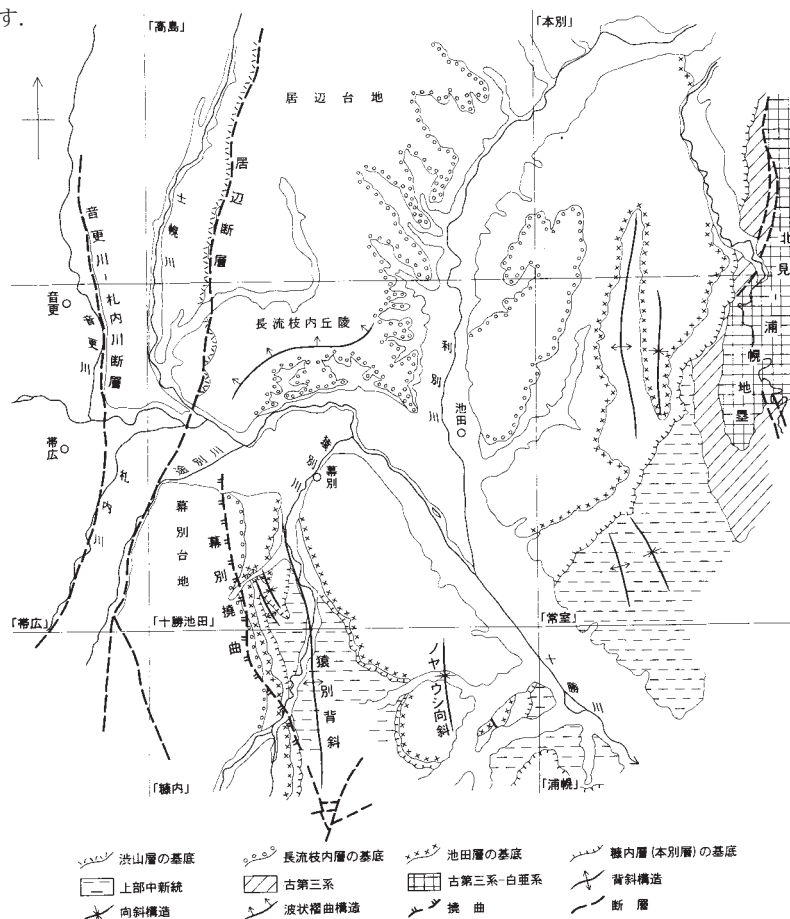 す.
「高島」
「本別」
居辺台地
居辺断層
士幌川
音更川-札内川断層
音更
音更川
北見-浦幌地塁
長流枝内丘陵
利別川
池田
帯広
札内川
途別川
猿別川
幕別
幕別台地
幕別撓曲
「帯広」
「十勝池田」
「常室」
猿別背斜
ノヤウシ向斜
十勝川
「糠内」
「浦幌」
渋山層の基底
長流枝内層の基底
池田層の基底
糠内層(本別層)の基底
上部中新統
古第三系
古第三系-白亜系
背斜構造
向斜構造
波状褶曲構造
撓曲
断層